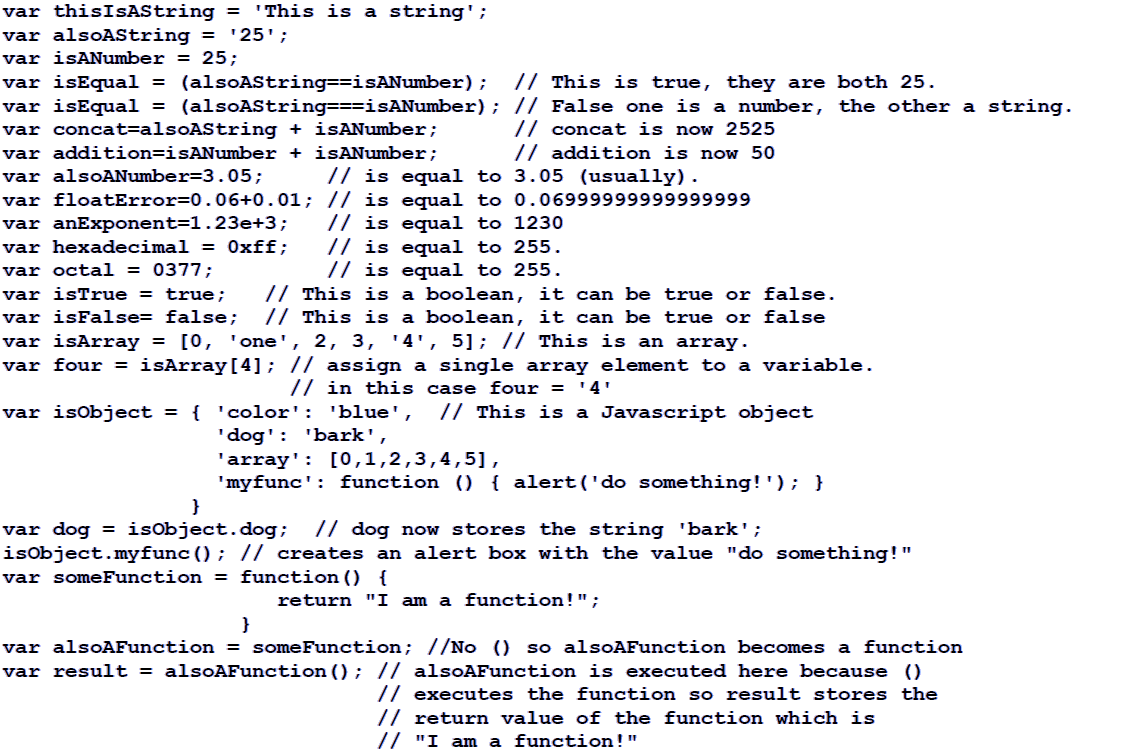 var thisIsAString = 'This is a string';
var alsoAString = '25';
var isANumber = 25;
var isEqual = (alsoAString==isANumber);  // This is true, they are both 25.
var isEqual = (alsoAString===isANumber); // False one is a number, the other a string.
var concat=alsoAString + isANumber;      // concat is now 2525
var addition=isANumber + isANumber;      // addition is now 50
var alsoANumber=3.05;     // is equal to 3.05 (usually).
var floatError=0.06+0.01; // is equal to 0.06999999999999999
var anExponent=1.23e+3;   // is equal to 1230
var hexadecimal = 0xff;   // is equal to 255.
var octal = 0377;         // is equal to 255.
var isTrue = true;   // This is a boolean, it can be true or false.
var isFalse= false;  // This is a boolean, it can be true or false
var isArray = [0, 'one', 2, 3, '4', 5]; // This is an array.
var four = isArray[4]; // assign a single array element to a variable.
                       // in this case four = '4'
var isObject = { 'color': 'blue',  // This is a Javascript object
                 'dog': 'bark',
                 'array': [0,1,2,3,4,5],
                 'myfunc': function () { alert('do something!'); }
               }
var dog = isObject.dog;  // dog now stores the string 'bark';
isObject.myfunc(); // creates an alert box with the value "do something!"
var someFunction = function() {
                      return "I am a function!";
                   }
var alsoAFunction = someFunction; //No () so alsoAFunction becomes a function
var result = alsoAFunction(); // alsoAFunction is executed here because ()
                              // executes the function so result stores the
                              // return value of the function which is
                              // "I am a function!"